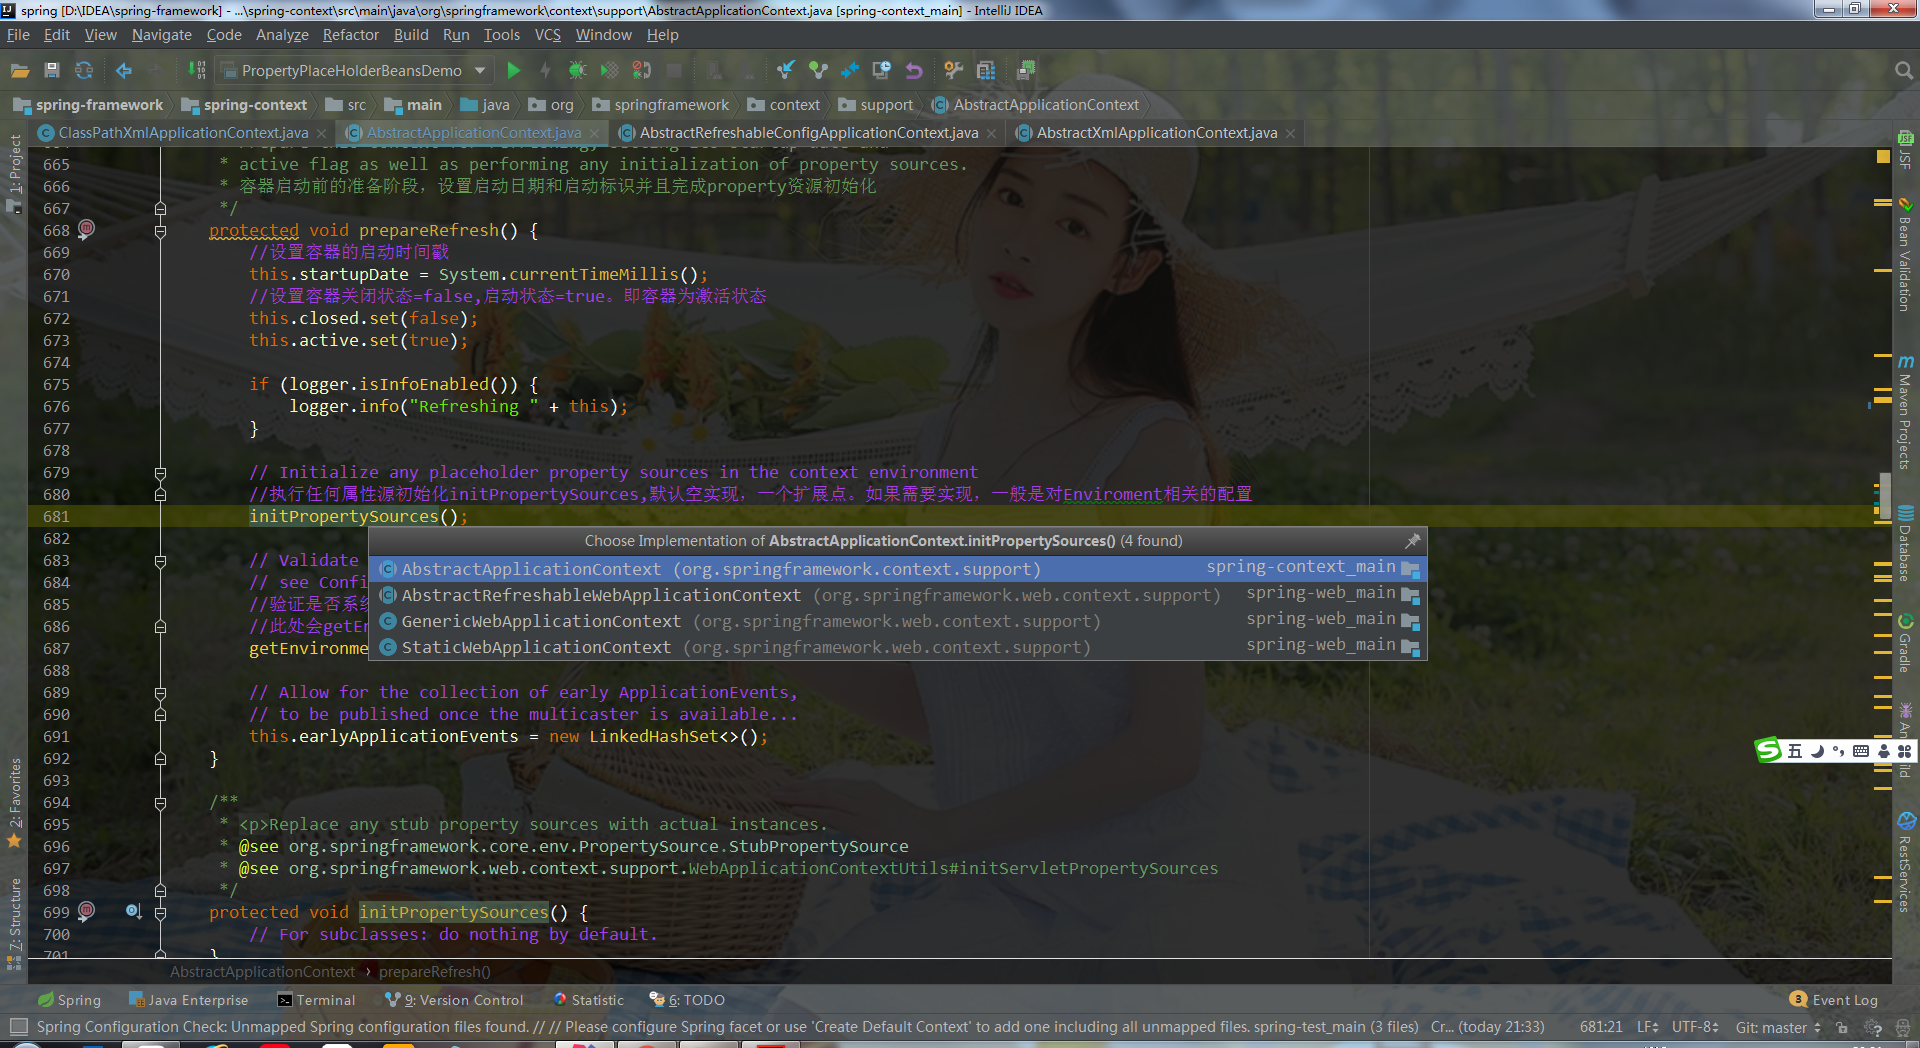 spring [D:\IDEA\spring-framework] - ...\spring-context\src\main\java\org\springframework\context\support\AbstractApplicationContext.java [spring-context_main] - IntelliJ IDEA
File Edit View Navigate Code Analyze Refactor Build Run Tools VCS Window Help
PropertyPlaceHolderBeansDemo
spring-framework spring-context src main java org springframework context support AbstractApplicationContext
ClassPathXmlApplicationContext.java AbstractApplicationContext.java AbstractRefreshableConfigApplicationContext.java AbstractXmlApplicationContext.java
665 * active flag as well as performing any initialization of property sources.
666 * 容器启动前的准备阶段，设置启动日期和启动标识并且完成property资源初始化
667 */
668 protected void prepareRefresh() {
669 //设置容器的启动时间戳
670 this.startupDate = System.currentTimeMillis();
671 //设置容器关闭状态=false,启动状态=true。即容器为激活状态
672 this.closed.set(false);
673 this.active.set(true);
674
675 if (logger.isInfoEnabled()) {
676 logger.info("Refreshing " + this);
677 }
678
679 // Initialize any placeholder property sources in the context environment
680 //执行任何属性源初始化initPropertySources,默认空实现，一个扩展点。如果需要实现，一般是对Enviroment相关的配置
681 initPropertySources();
682
Choose Implementation of AbstractApplicationContext.initPropertySources() (4 found)
AbstractApplicationContext (org.springframework.context.support) spring-context_main
AbstractRefreshableWebApplicationContext (org.springframework.web.context.support) spring-web_main
GenericWebApplicationContext (org.springframework.web.context.support) spring-web_main
StaticWebApplicationContext (org.springframework.web.context.support) spring-web_main
683 // Validate
684 // see Confi
685 //验证是否系统
686 //此处会getEn
687 getEnvironme
688
689 // Allow for the collection of early ApplicationEvents,
690 // to be published once the multicaster is available...
691 this.earlyApplicationEvents = new LinkedHashSet<>();
692 }
693
694 /**
695 * <p>Replace any stub property sources with actual instances.
696 * @see org.springframework.core.env.PropertySource.StubPropertySource
697 * @see org.springframework.web.context.support.WebApplicationContextUtils#initServletPropertySources
698 */
699 protected void initPropertySources() {
700 // For subclasses: do nothing by default.
701 }
AbstractApplicationContext › prepareRefresh()
1: Project
2: Favorites
7: Structure
JSF
Bean Validation
Maven Projects
Database
Gradle
RestServices
五
Spring Java Enterprise Terminal 9: Version Control Statistic 6: TODO 3 Event Log
Spring Configuration Check: Unmapped Spring configuration files found. // // Please configure Spring facet or use 'Create Default Context' to add one including all unmapped files. spring-test_main (3 files) Cr... (today 21:33) 681:21 LF UTF-8 Git: master